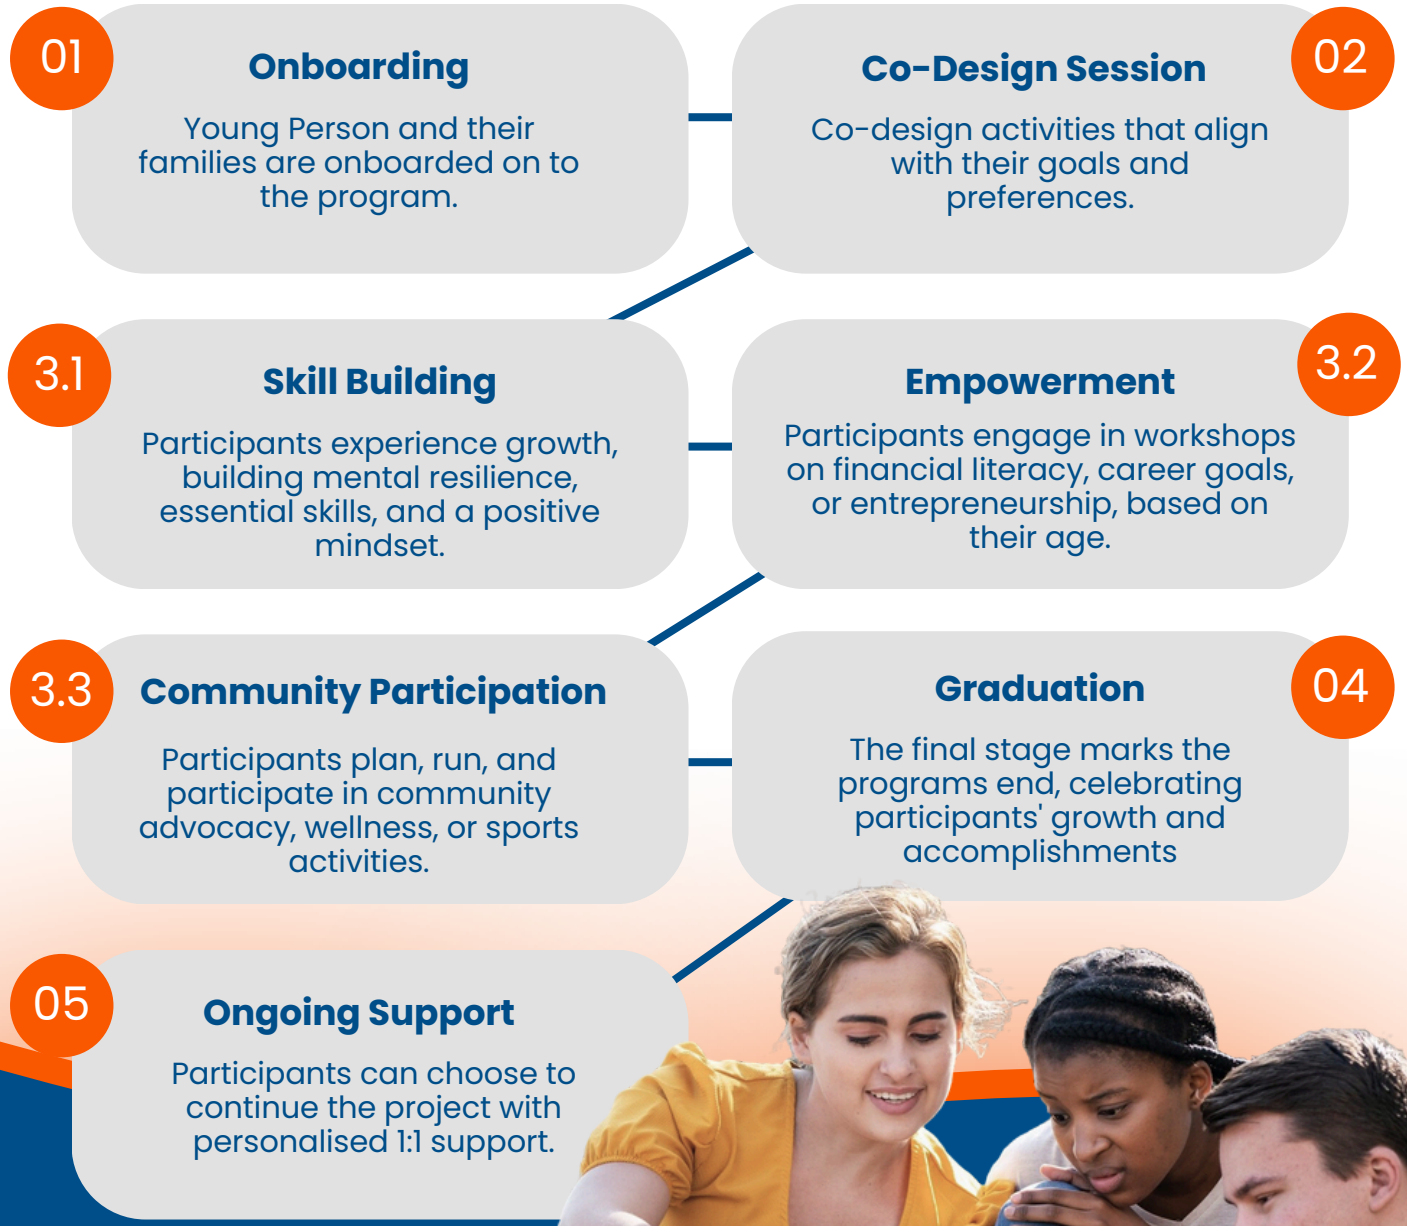 01
Onboarding
Young Person and their
families are onboarded on to
the program.
02
Co-Design Session
Co-design activities that align
with their goals and
preferences.
3.1
Skill Building
Participants experience growth,
building mental resilience,
essential skills, and a positive
mindset.
3.2
Empowerment
Participants engage in workshops
on financial literacy, career goals,
or entrepreneurship, based on
their age.
3.3
Community Participation
Participants plan, run, and
participate in community
advocacy, wellness, or sports
activities.
04
Graduation
The final stage marks the
programs end, celebrating
participants' growth and
accomplishments
05
Ongoing Support
Participants can choose to
continue the project with
personalised 1:1 support.